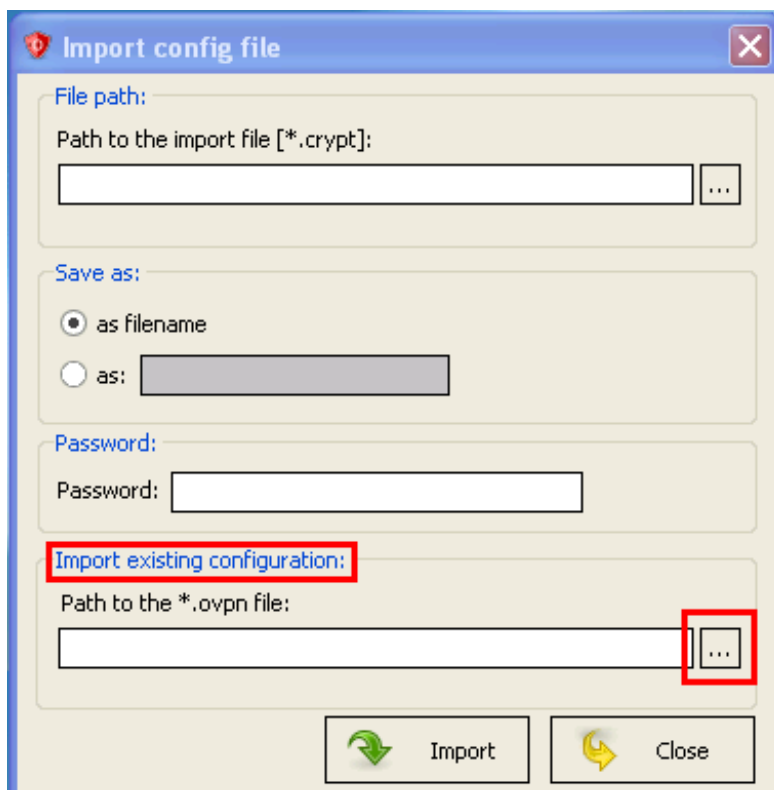 Import config file
File path:
Path to the import file [*.crypt]:
...
Save as:
as filename
as:
Password:
Password:
Import existing configuration:
Path to the *.ovpn file:
...
Import
Close